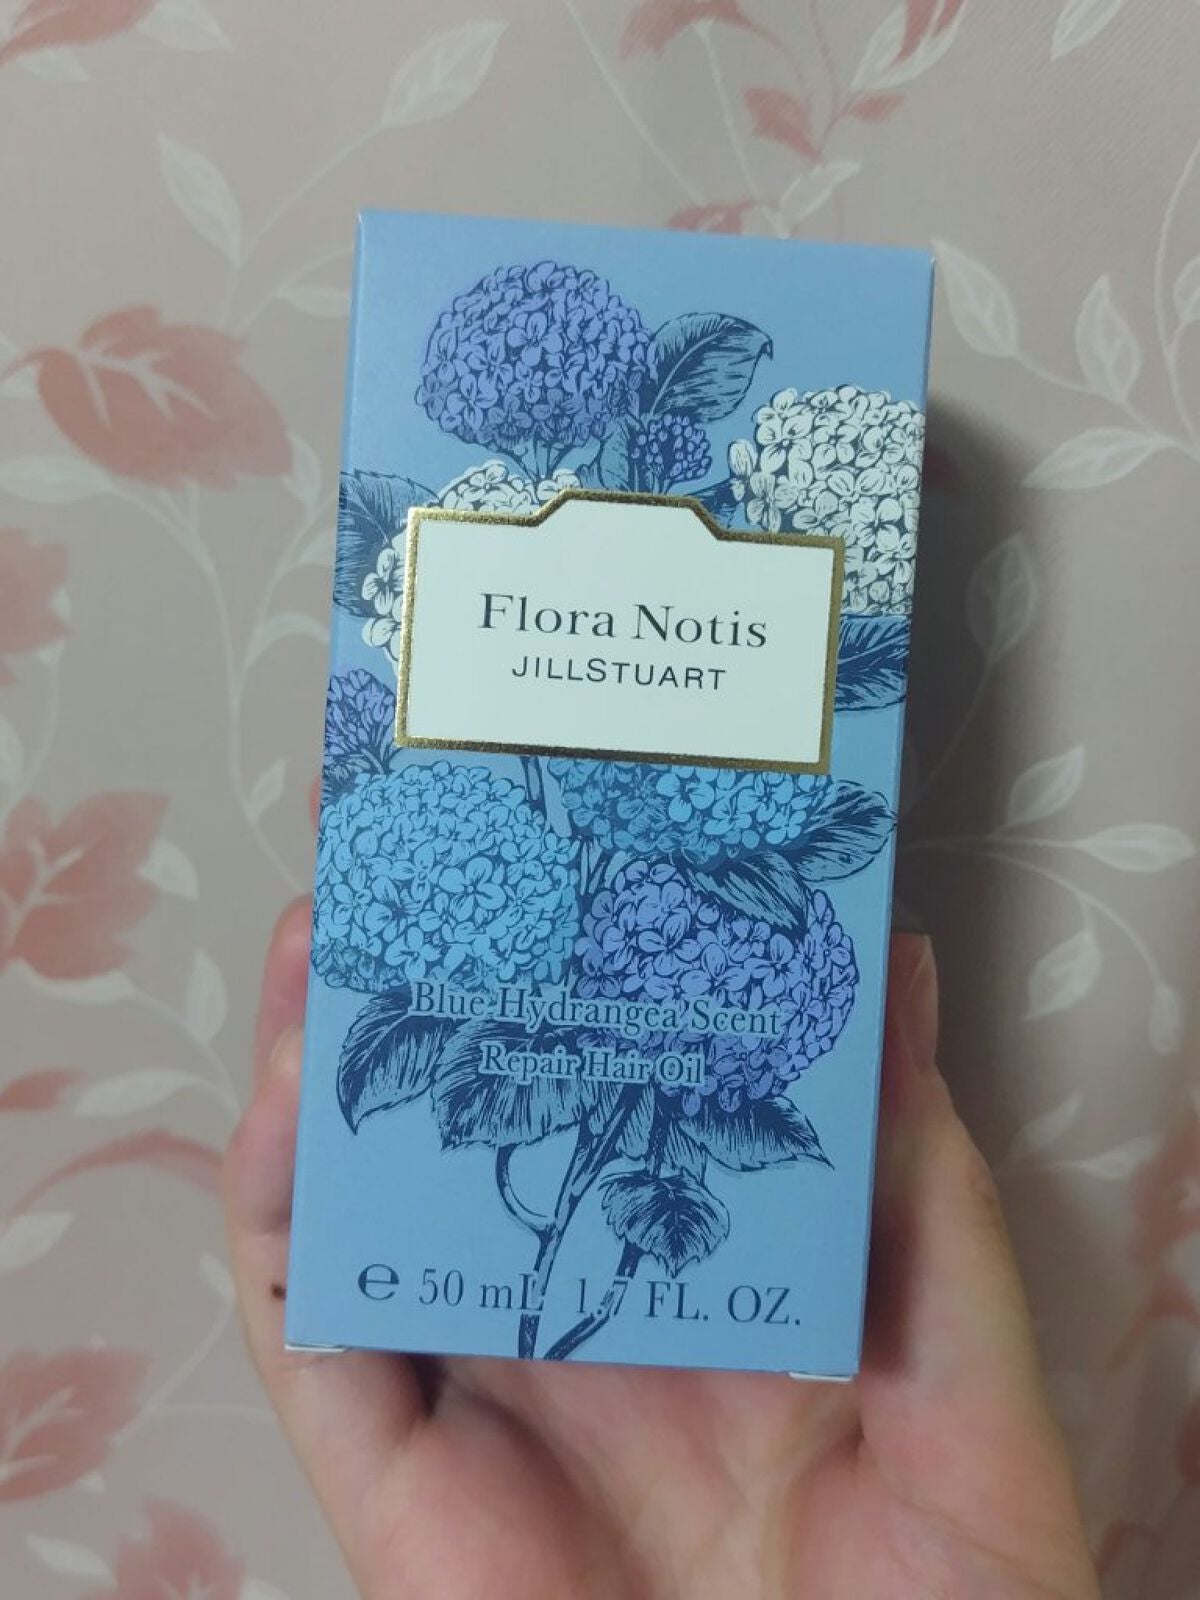 Flora Notis
JILLSTUART
Blue Hydrangea Scent
Repair Hair Oil
℮ 50 mL 1.7 FL. OZ.